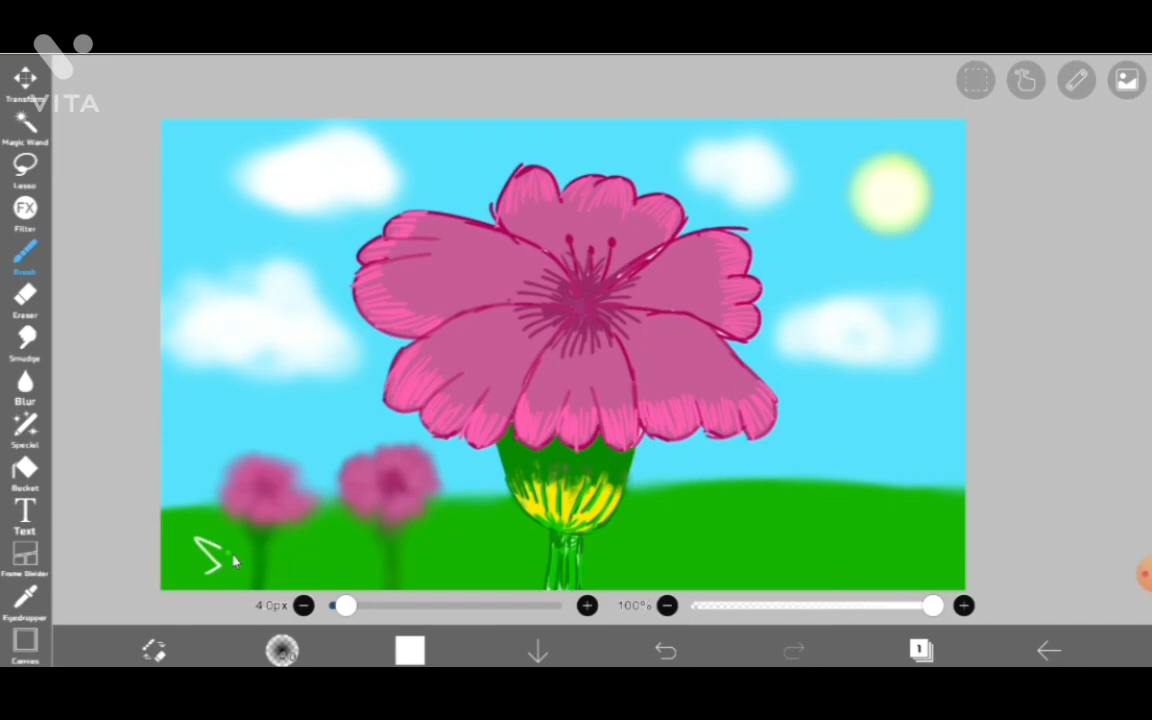 VITA
Transform
Magic Wand
Lasso
FX
Filter
Brush
Eraser
Smudge
Blur
Special
Bucket
T
Text
Frame Divider
Eyedropper
Canvas
4.0px
100%
1